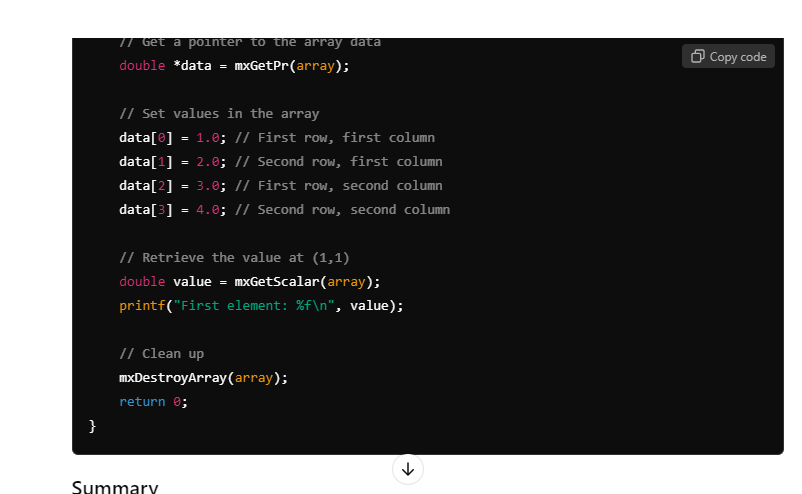 // Get a pointer to the array data
Copy code
double *data = mxGetPr(array);
// Set values in the array
data[0] = 1.0; // First row, first column
data[1] = 2.0; // Second row, first column
data[2] = 3.0; // First row, second column
data[3] = 4.0; // Second row, second column
// Retrieve the value at (1,1)
double value = mxGetScalar(array);
printf("First element: %f\n", value);
// Clean up
mxDestroyArray(array);
return 0;
}
Summary